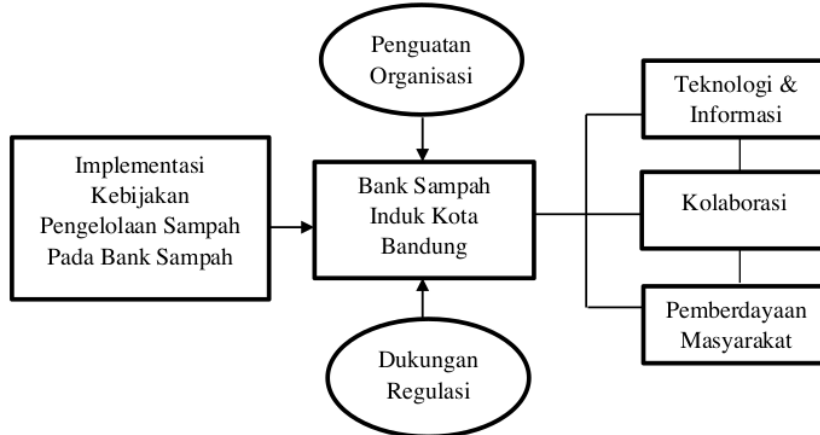 Penguatan
Organisasi
Teknologi &
Informasi
Implementasi
Kebijakan
Pengelolaan Sampah
Pada Bank Sampah
Bank Sampah
Induk Kota
Bandung
Kolaborasi
Pemberdayaan
Masyarakat
Dukungan
Regulasi